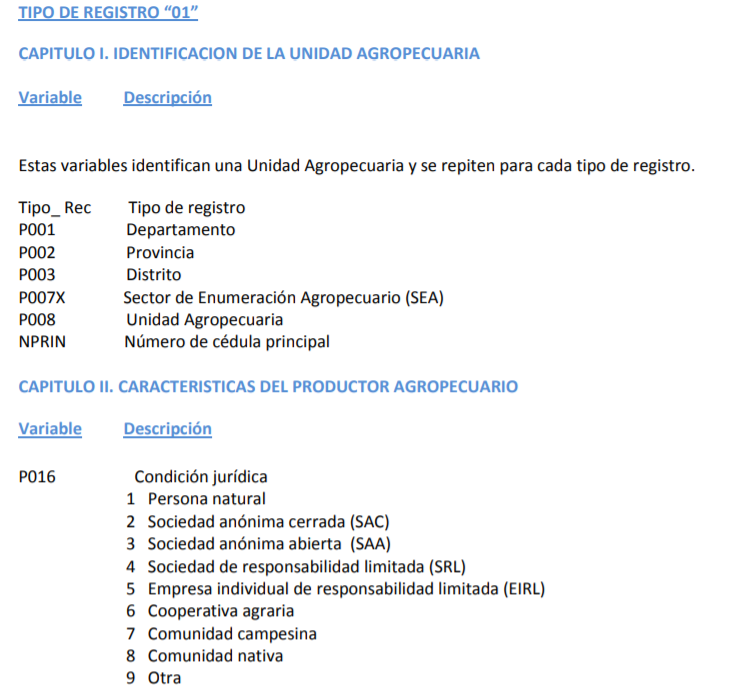 TIPO DE REGISTRO “01”
CAPITULO I. IDENTIFICACION DE LA UNIDAD AGROPECUARIA
Variable Descripción
Estas variables identifican una Unidad Agropecuaria y se repiten para cada tipo de registro.
Tipo_ Rec Tipo de registro
P001 Departamento
P002 Provincia
P003 Distrito
P007X Sector de Enumeración Agropecuario (SEA)
P008 Unidad Agropecuaria
NPRIN Número de cédula principal
CAPITULO II. CARACTERISTICAS DEL PRODUCTOR AGROPECUARIO
Variable Descripción
P016 Condición jurídica
1 Persona natural
2 Sociedad anónima cerrada (SAC)
3 Sociedad anónima abierta (SAA)
4 Sociedad de responsabilidad limitada (SRL)
5 Empresa individual de responsabilidad limitada (EIRL)
6 Cooperativa agraria
7 Comunidad campesina
8 Comunidad nativa
9 Otra